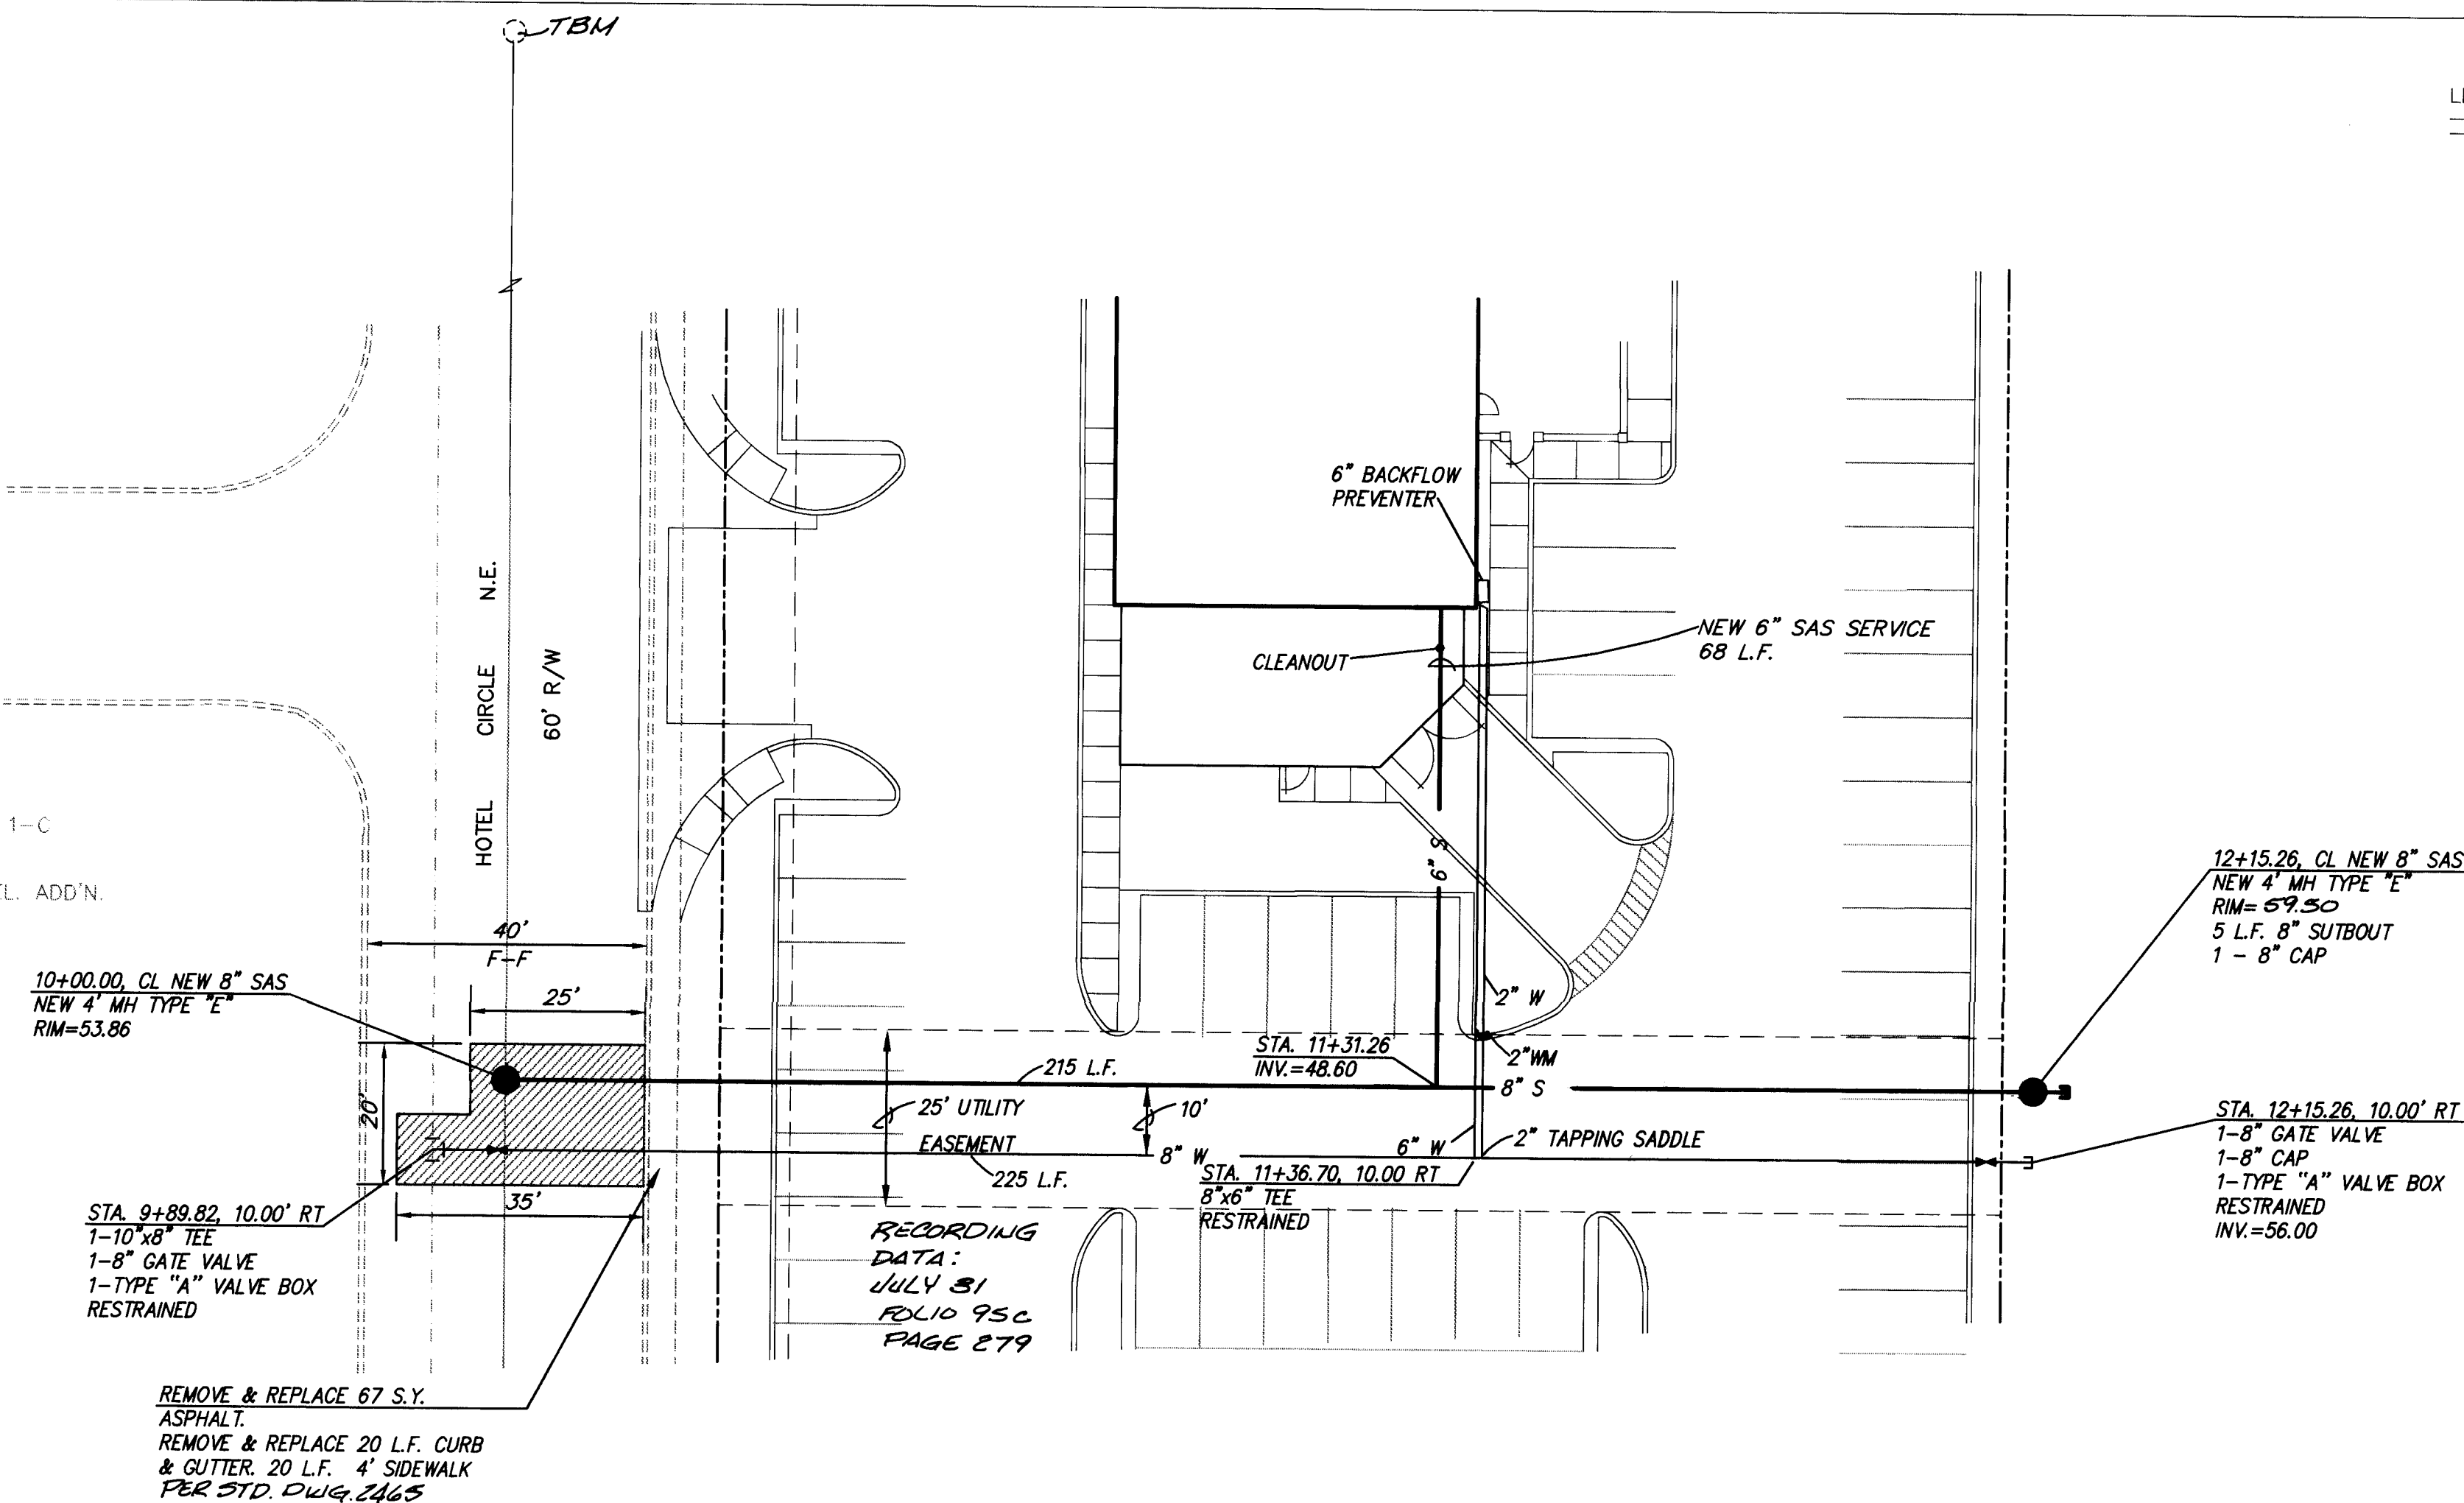 TBM
HOTEL CIRCLE N.E.
60' R/W
1-C
ADD'N.
40'
F-F
25'
20'
35'
10+00.00, CL NEW 8" SAS
NEW 4' MH TYPE "E"
RIM=53.86
STA. 9+89.82, 10.00' RT
1-10"x8" TEE
1-8" GATE VALVE
1-TYPE "A" VALVE BOX
RESTRAINED
REMOVE & REPLACE 67 S.Y.
ASPHALT.
REMOVE & REPLACE 20 L.F. CURB
& GUTTER. 20 L.F. 4' SIDEWALK
PER STD. DWG. 2465
6" BACKFLOW
PREVENTER
CLEANOUT
NEW 6" SAS SERVICE
68 L.F.
6" S
2" W
2"WM
STA. 11+31.26
INV.=48.60
215 L.F.
8" S
25' UTILITY
EASEMENT
10'
8" W
6" W
2" TAPPING SADDLE
225 L.F.
STA. 11+36.70, 10.00 RT
8"x6" TEE
RESTRAINED
RECORDING
DATA:
JULY 31
FOLIO 95C
PAGE 279
12+15.26, CL NEW 8" SAS
NEW 4' MH TYPE "E"
RIM= 59.50
5 L.F. 8" SUTBOUT
1 - 8" CAP
STA. 12+15.26, 10.00' RT
1-8" GATE VALVE
1-8" CAP
1-TYPE "A" VALVE BOX
RESTRAINED
INV.=56.00